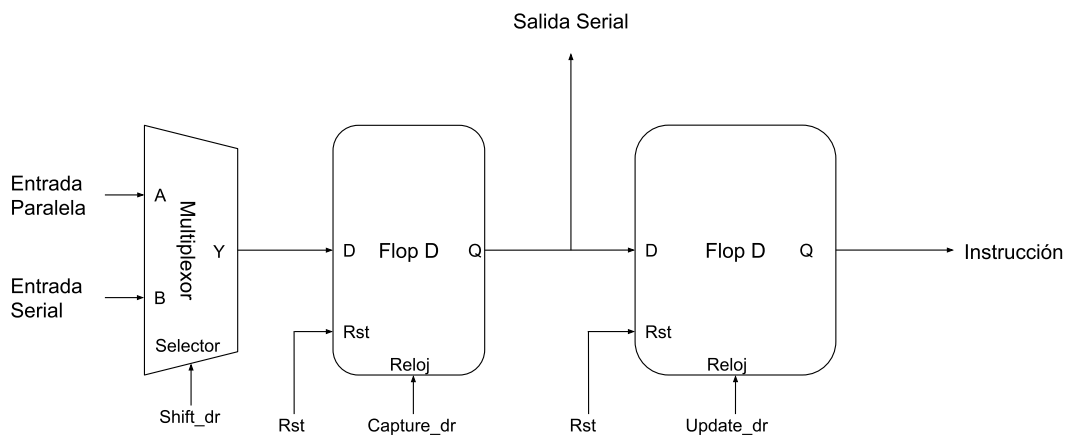 Salida Serial
Entrada
Paralela
A
Multiplexor
Y
D
Flop D
Q
D
Flop D
Q
Instrucción
Entrada
Serial
B
Selector
Rst
Reloj
Rst
Reloj
Shift_dr
Rst
Capture_dr
Rst
Update_dr